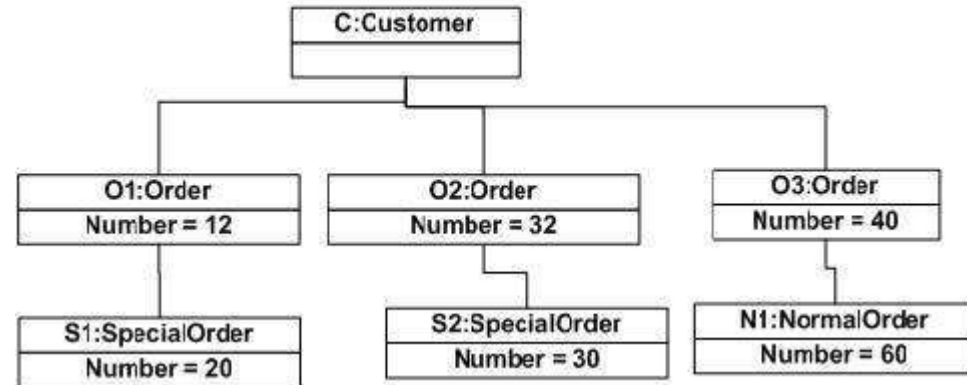 C:Customer
O1:Order
Number = 12
O2:Order
Number = 32
O3:Order
Number = 40
S1:SpecialOrder
Number = 20
S2:SpecialOrder
Number = 30
N1:NormalOrder
Number = 60